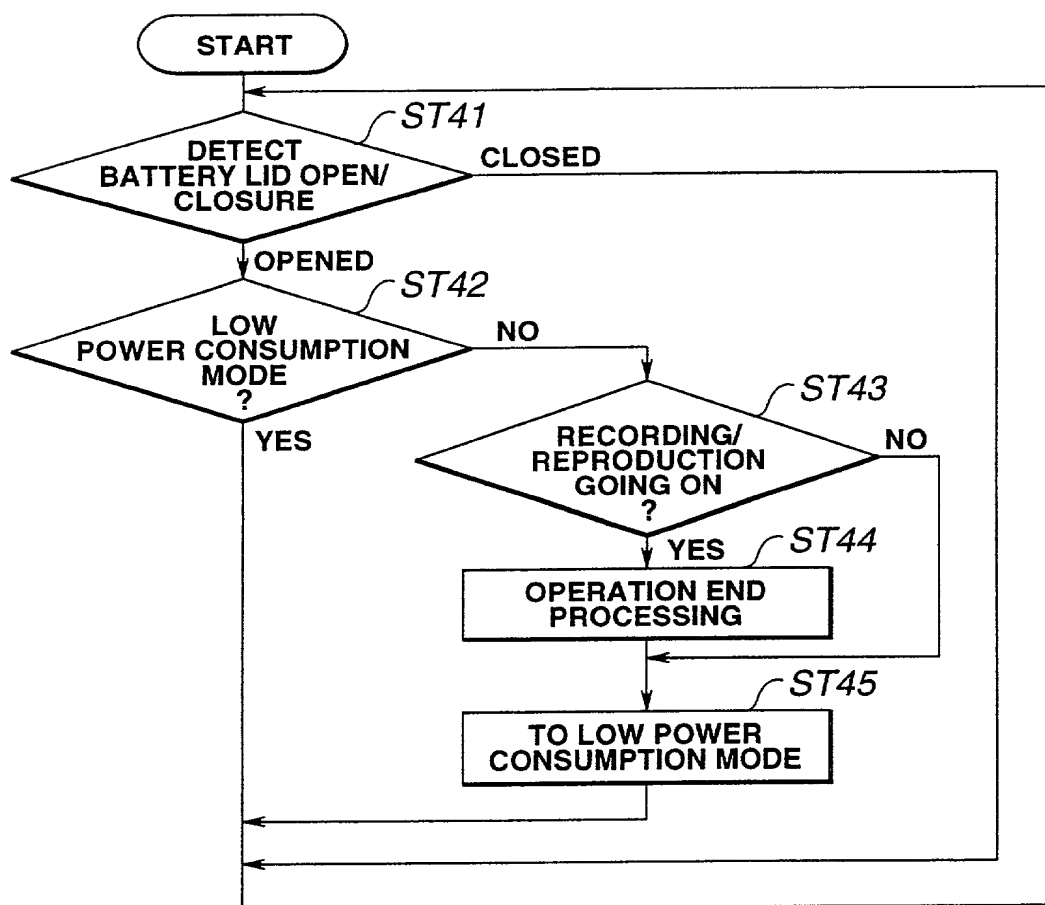 START
ST41
DETECT
BATTERY LID OPEN/
CLOSURE
CLOSED
OPENED
ST42
LOW
POWER CONSUMPTION
MODE
?
NO
YES
ST43
RECORDING/
REPRODUCTION
GOING ON
?
NO
YES
ST44
OPERATION END
PROCESSING
ST45
TO LOW POWER
CONSUMPTION MODE